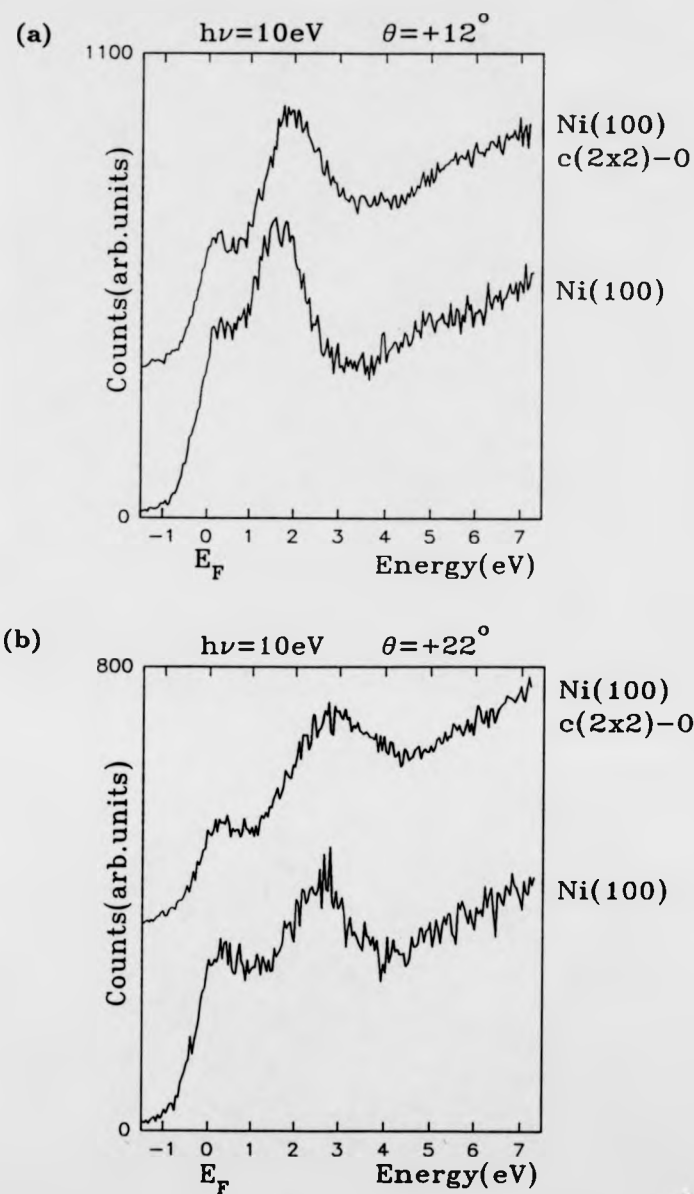 (a)
hν=10eV θ=+12°
1100
Counts(arb.units)
0
Ni(100)
c(2x2)-O
Ni(100)
-1 0 1 2 3 4 5 6 7
E_F Energy(eV)
(b)
hν=10eV θ=+22°
800
Counts(arb.units)
0
Ni(100)
c(2x2)-O
Ni(100)
-1 0 1 2 3 4 5 6 7
E_F Energy(eV)